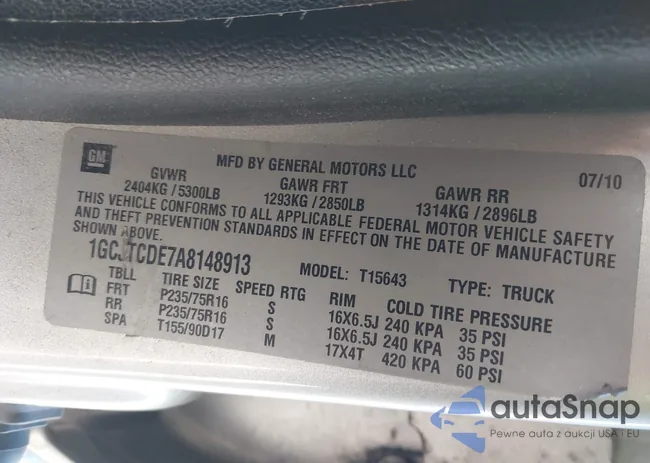 GM
MFD BY GENERAL MOTORS LLC
07/10
GVWR GAWR FRT GAWR RR
2404KG / 5300LB 1293KG / 2850LB 1314KG / 2896LB
THIS VEHICLE CONFORMS TO ALL APPLICABLE FEDERAL MOTOR VEHICLE SAFETY
AND THEFT PREVENTION STANDARDS IN EFFECT ON THE DATE OF MANUFACTURE
SHOWN ABOVE.
1GCJTCDE7A8148913 MODEL: T15643 TYPE: TRUCK
TBLL TIRE SIZE SPEED RTG RIM COLD TIRE PRESSURE
FRT P235/75R16 S 16X6.5J 240 KPA 35 PSI
RR P235/75R16 S 16X6.5J 240 KPA 35 PSI
SPA T155/90D17 M 17X4T 420 KPA 60 PSI
autaSnap
Pewne auta z aukcji USA i EU